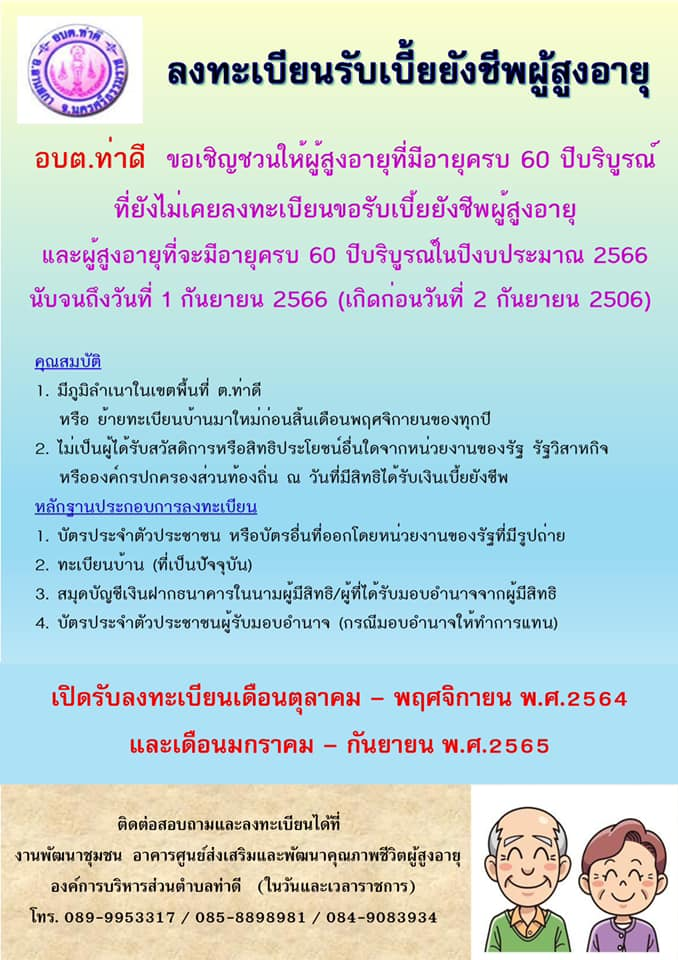 อบต.ท่าดี
อ.ลานสกา จ.นครศรีธรรมราช
ลงทะเบียนรับเบี้ยยังชีพผู้สูงอายุ
อบต.ท่าดี ขอเชิญชวนให้ผู้สูงอายุที่มีอายุครบ 60 ปีบริบูรณ์
ที่ยังไม่เคยลงทะเบียนขอรับเบี้ยยังชีพผู้สูงอายุ
และผู้สูงอายุที่จะมีอายุครบ 60 ปีบริบูรณ์ในปีงบประมาณ 2566
นับจนถึงวันที่ 1 กันยายน 2566 (เกิดก่อนวันที่ 2 กันยายน 2506)
คุณสมบัติ
1. มีภูมิลำเนาในเขตพื้นที่ ต.ท่าดี
หรือ ย้ายทะเบียนบ้านมาใหม่ก่อนสิ้นเดือนพฤศจิกายนของทุกปี
2. ไม่เป็นผู้ได้รับสวัสดิการหรือสิทธิประโยชน์อื่นใดจากหน่วยงานของรัฐ รัฐวิสาหกิจ
หรือองค์กรปกครองส่วนท้องถิ่น ณ วันที่มีสิทธิได้รับเงินเบี้ยยังชีพ
หลักฐานประกอบการลงทะเบียน
1. บัตรประจำตัวประชาชน หรือบัตรอื่นที่ออกโดยหน่วยงานของรัฐที่มีรูปถ่าย
2. ทะเบียนบ้าน (ที่เป็นปัจจุบัน)
3. สมุดบัญชีเงินฝากธนาคารในนามผู้มีสิทธิ/ผู้ที่ได้รับมอบอำนาจจากผู้มีสิทธิ
4. บัตรประจำตัวประชาชนผู้รับมอบอำนาจ (กรณีมอบอำนาจให้ทำการแทน)
เปิดรับลงทะเบียนเดือนตุลาคม – พฤศจิกายน พ.ศ.2564
และเดือนมกราคม – กันยายน พ.ศ.2565
ติดต่อสอบถามและลงทะเบียนได้ที่
งานพัฒนาชุมชน อาคารศูนย์ส่งเสริมและพัฒนาคุณภาพชีวิตผู้สูงอายุ
องค์การบริหารส่วนตำบลท่าดี (ในวันและเวลาราชการ)
โทร. 089-9953317 / 085-8898981 / 084-9083934